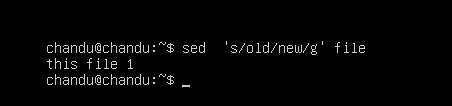 chandu@chandu:~$ sed  's/old/new/g' file
this file 1
chandu@chandu:~$ _